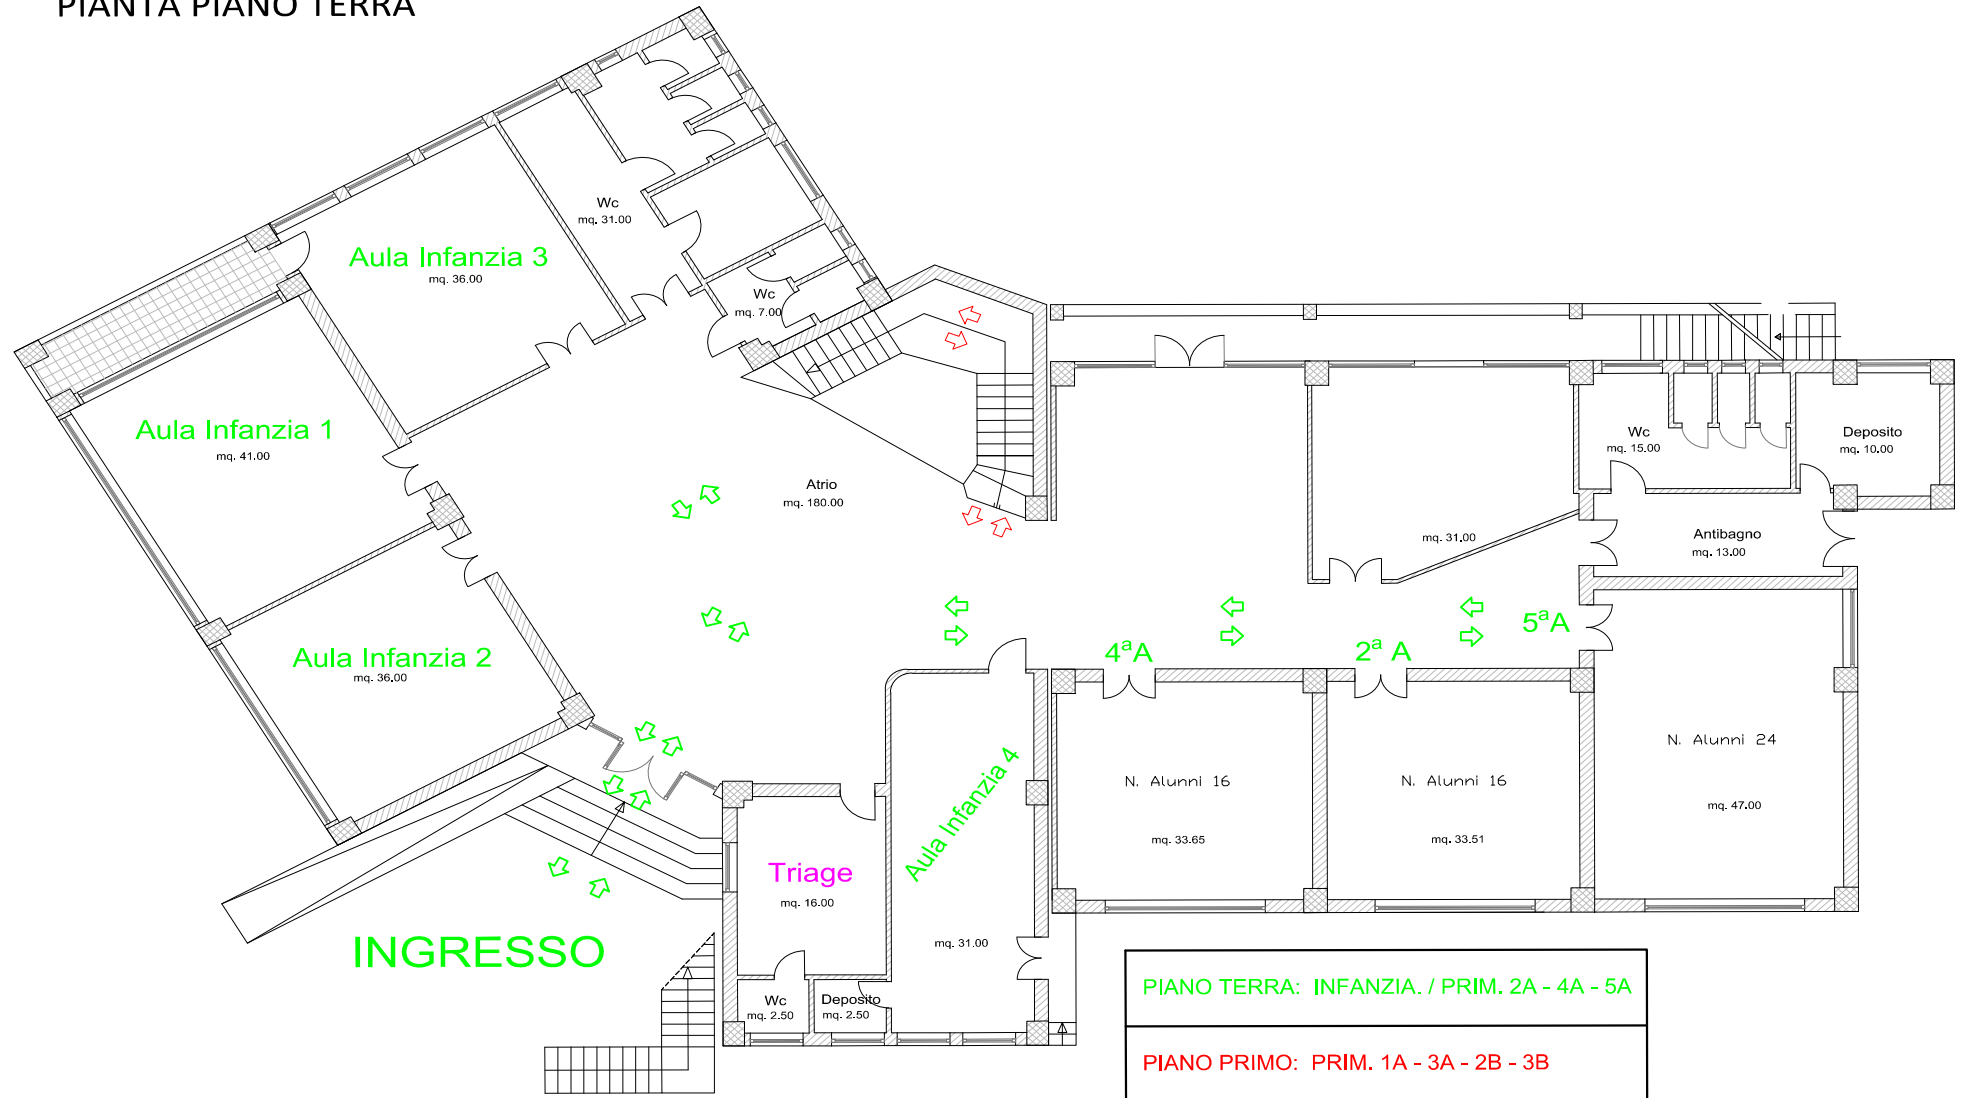 PIANTA PIANO TERRA
Wc
mq. 31.00
Aula Infanzia 3
mq. 36.00
Wc
mq. 7.00
Aula Infanzia 1
mq. 41.00
Atrio
mq. 180.00
Wc
mq. 15.00
Deposito
mq. 10.00
mq. 31.00
Antibagno
mq. 13.00
Aula Infanzia 2
mq. 36.00
4ªA
2ª A
5ªA
N. Alunni 16
mq. 33.65
N. Alunni 16
mq. 33.51
N. Alunni 24
mq. 47.00
Triage
mq. 16.00
Aula Infanzia 4
mq. 31.00
INGRESSO
Wc
mq. 2.50
Deposito
mq. 2.50
PIANO TERRA: INFANZIA. / PRIM. 2A - 4A - 5A
PIANO PRIMO: PRIM. 1A - 3A - 2B - 3B